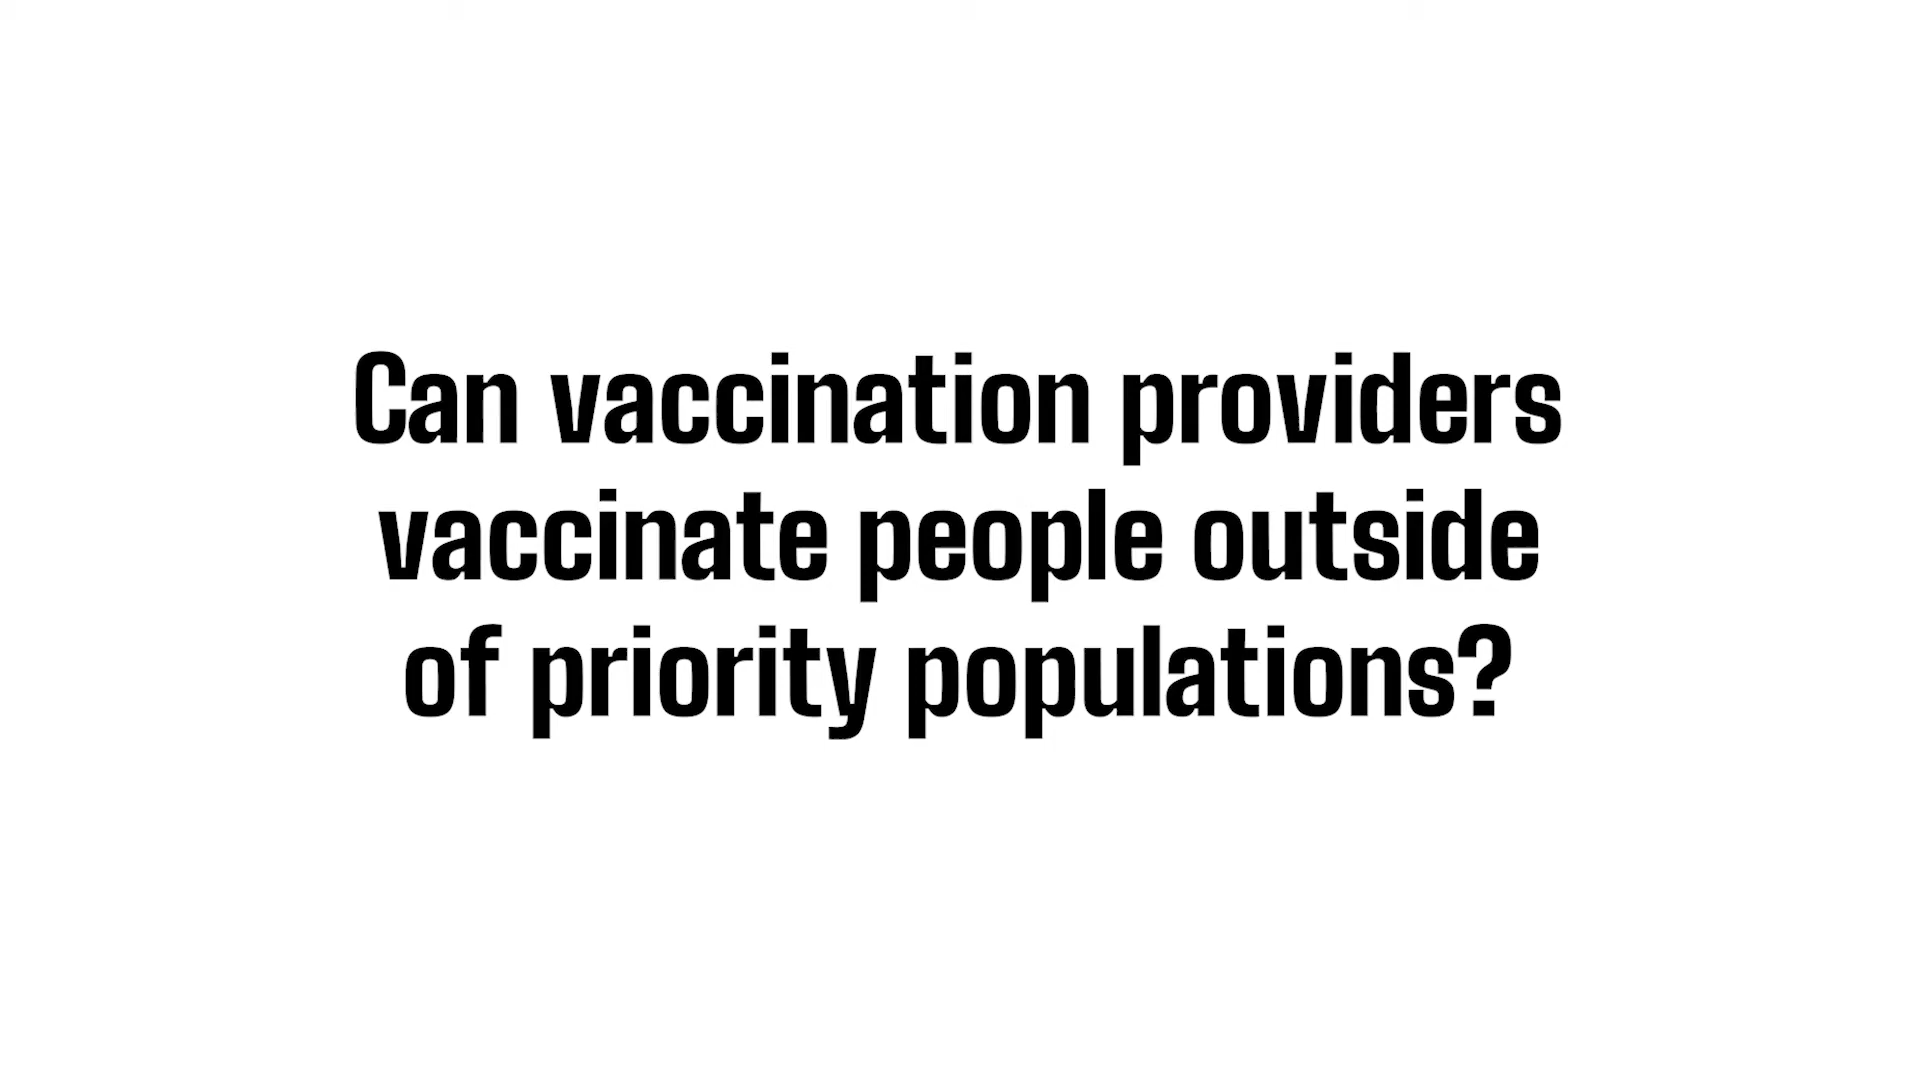 Can vaccination providers
vaccinate people outside
of priority populations?